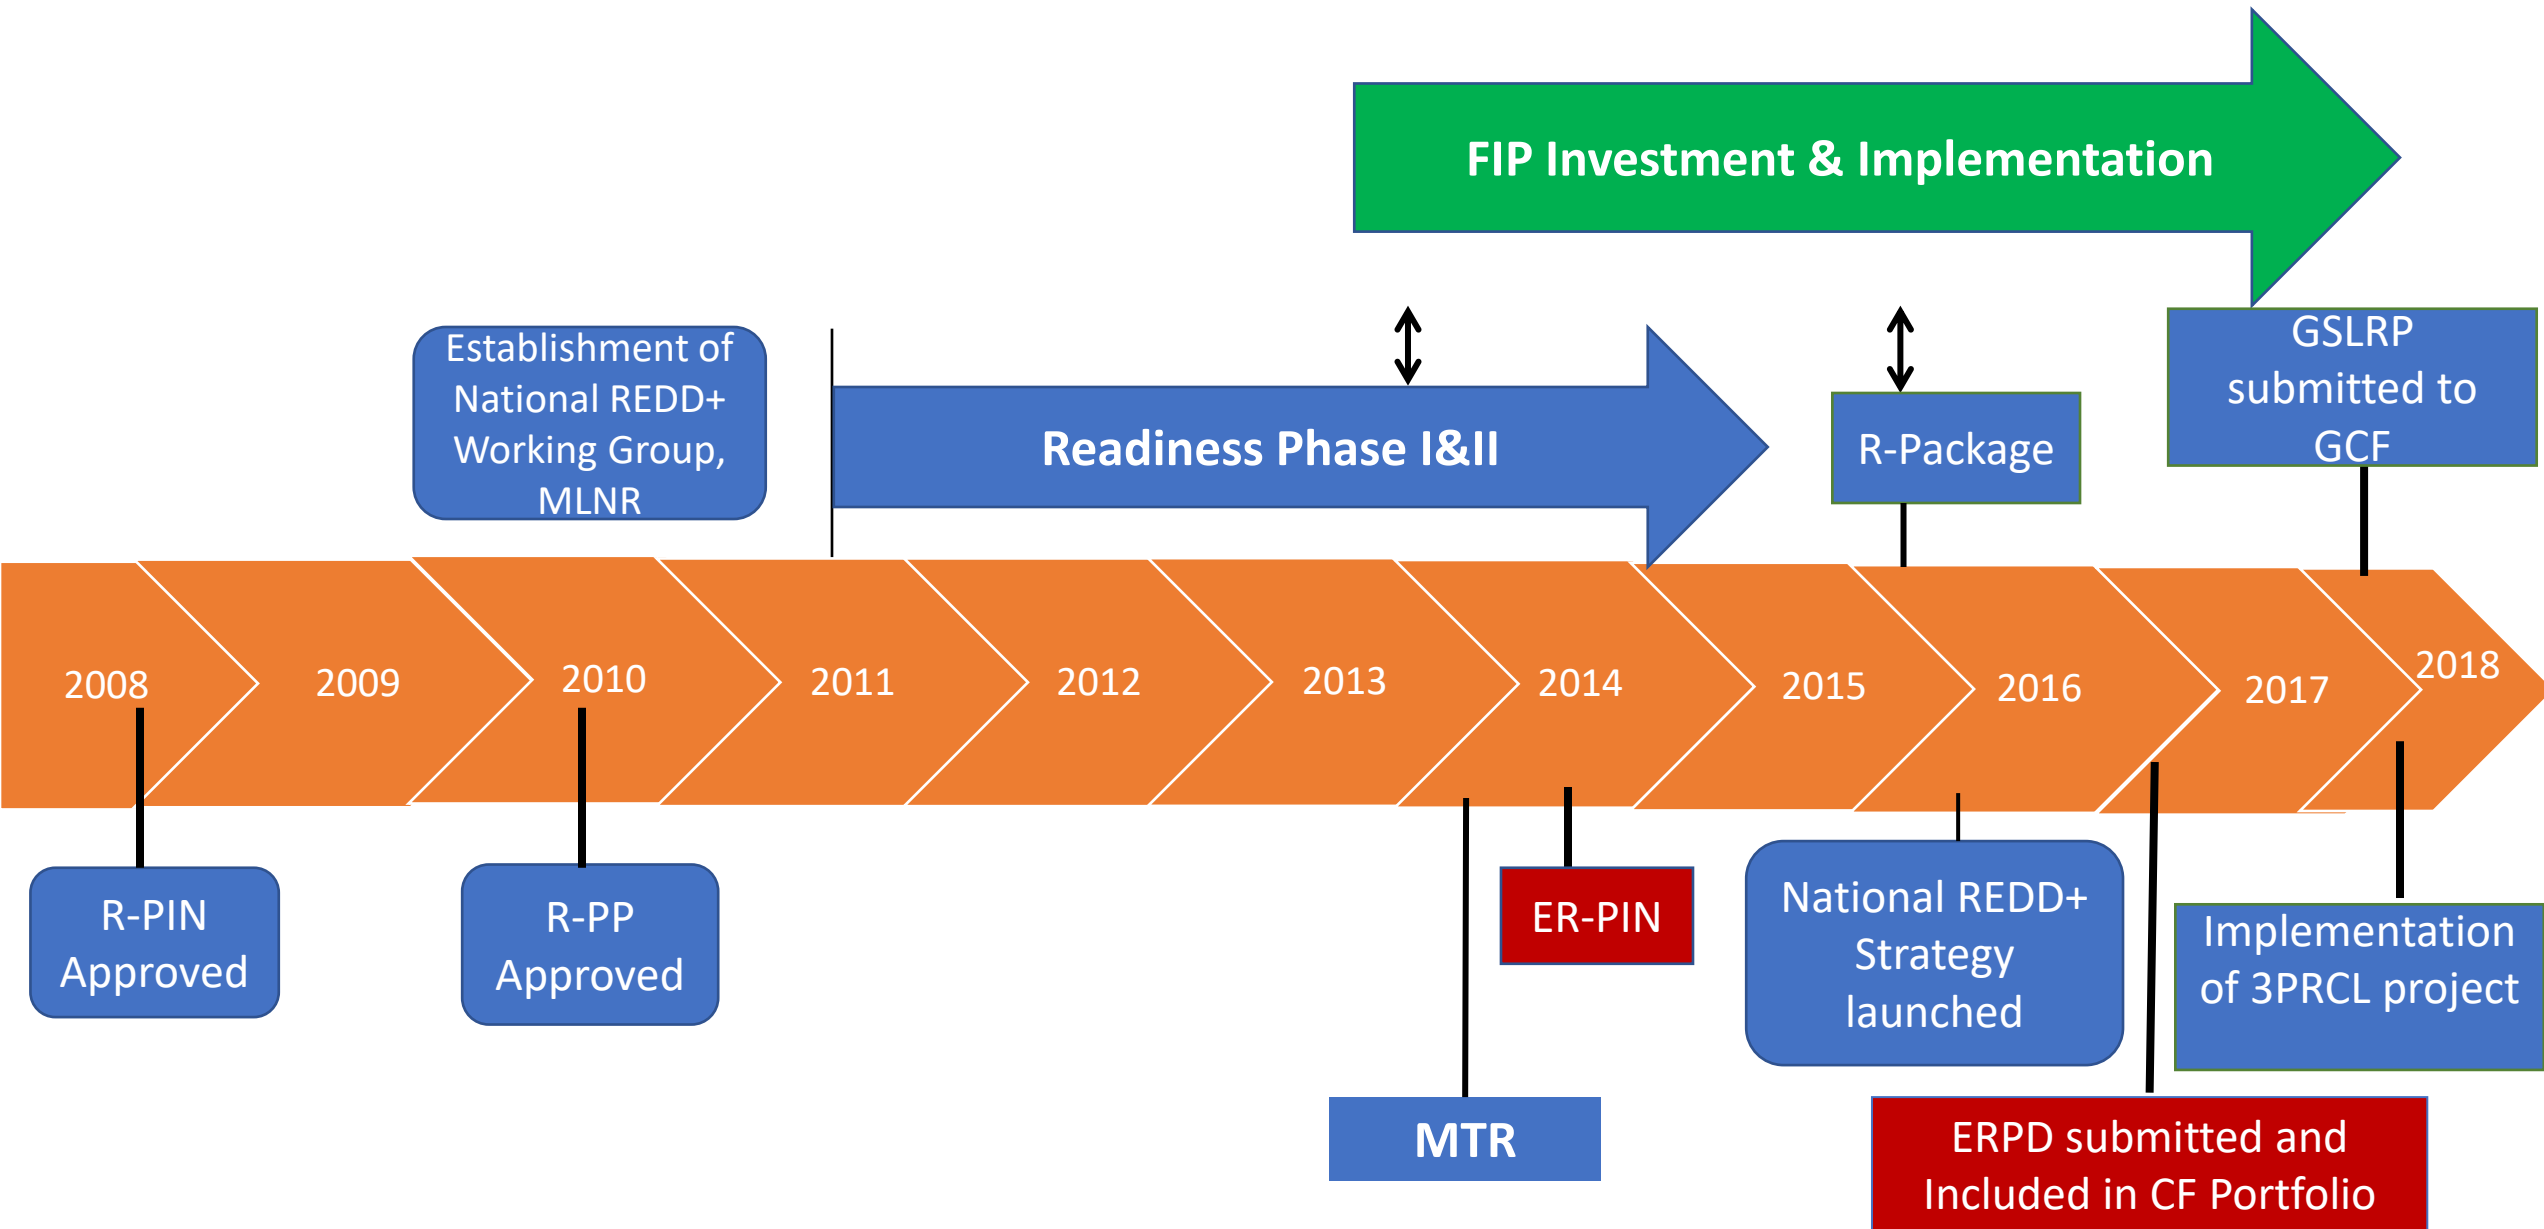 FIP Investment & Implementation
Establishment of
National REDD+
Working Group,
MLNR
Readiness Phase I&II
R-Package
GSLRP
submitted to
GCF
2008
2009
2010
2011
2012
2013
2014
2015
2016
2017
2018
R-PIN
Approved
R-PP
Approved
MTR
ER-PIN
National REDD+
Strategy
launched
Implementation
of 3PRCL project
ERPD submitted and
Included in CF Portfolio